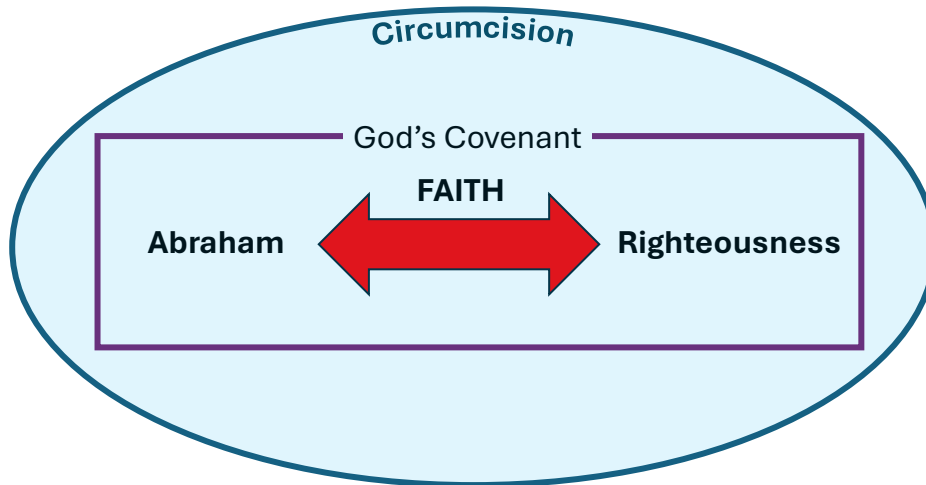 Circumcision
God's Covenant
FAITH
Abraham
Righteousness